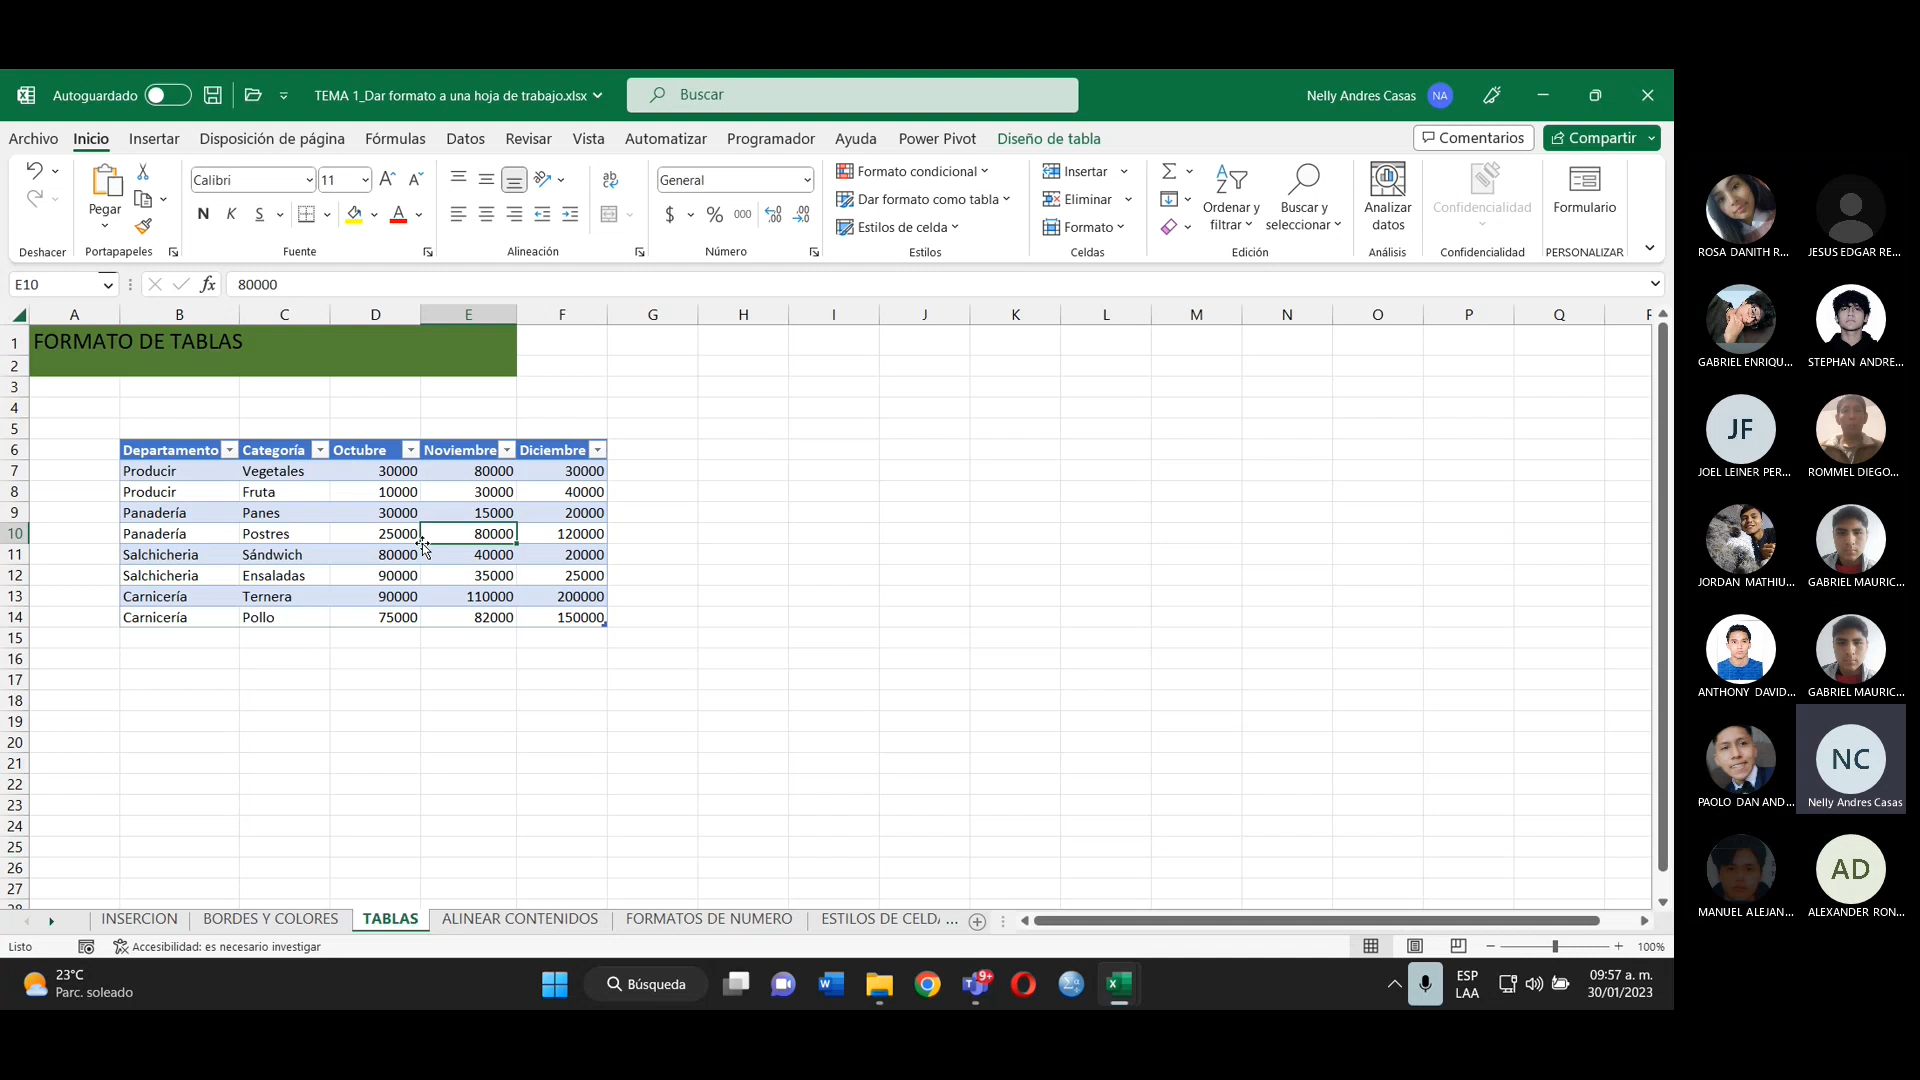 Autoguardado
TEMA 1_Dar formato a una hoja de trabajo.xlsx
Buscar
Nelly Andres Casas
NA
Archivo Inicio Insertar Disposición de página Fórmulas Datos Revisar Vista Automatizar Programador Ayuda Power Pivot Diseño de tabla
Comentarios
Compartir
Pegar
Calibri 11
N K S
General
$ % 000
Formato condicional
Dar formato como tabla
Estilos de celda
Insertar
Eliminar
Formato
Ordenar y filtrar
Buscar y seleccionar
Analizar datos
Confidencialidad
Formulario
Deshacer Portapapeles Fuente Alineación Número Estilos Celdas Edición Análisis Confidencialidad PERSONALIZAR
E10 fx 80000
A B C D E F G H I J K L M N O P Q
1 FORMATO DE TABLAS
2
3
4
5
6 Departamento Categoría Octubre Noviembre Diciembre
7 Producir Vegetales 30000 80000 30000
8 Producir Fruta 10000 30000 40000
9 Panadería Panes 30000 15000 20000
10 Panadería Postres 25000 80000 120000
11 Salchicheria Sándwich 80000 40000 20000
12 Salchicheria Ensaladas 90000 35000 25000
13 Carnicería Ternera 90000 110000 200000
14 Carnicería Pollo 75000 82000 150000
15
16
17
18
19
20
21
22
23
24
25
26
27
INSERCION BORDES Y COLORES TABLAS ALINEAR CONTENIDOS FORMATOS DE NUMERO ESTILOS DE CELDA ...
Listo
Accesibilidad: es necesario investigar
100%
23°C
Parc. soleado
Búsqueda
9+
ESP
LAA
09:57 a. m.
30/01/2023
ROSA DANITH R...
JESUS EDGAR RE...
GABRIEL ENRIQU...
STEPHAN ANDRE...
JF
JOEL LEINER PER...
ROMMEL DIEGO...
JORDAN MATHIU...
GABRIEL MAURIC...
ANTHONY DAVID...
GABRIEL MAURIC...
PAOLO DAN AND...
NC
Nelly Andres Casas
MANUEL ALEJAN...
AD
ALEXANDER RON...